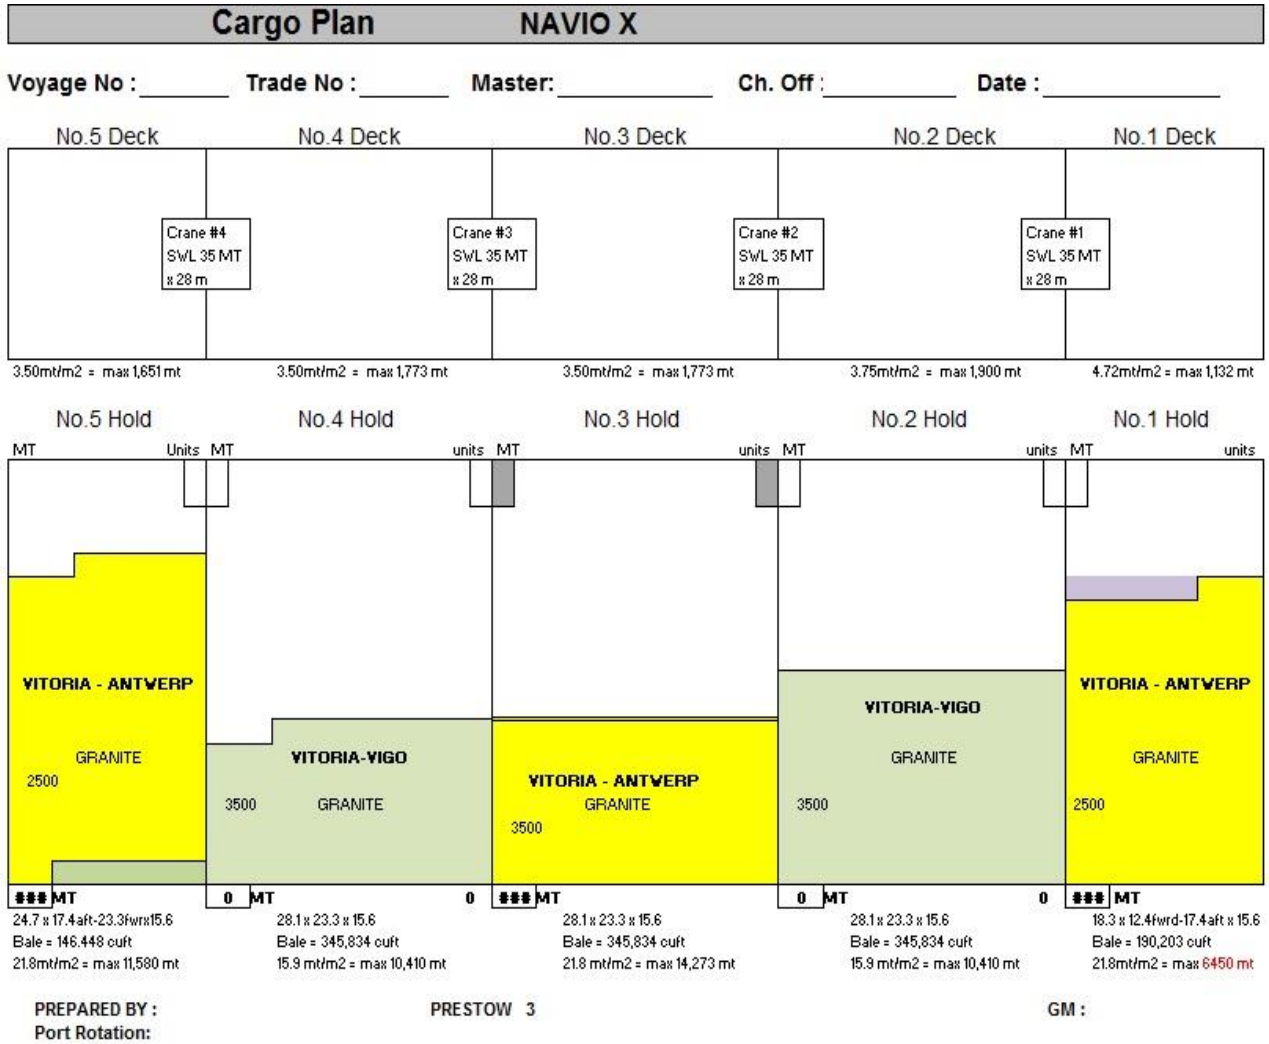 Cargo Plan NAVIO X
Voyage No : Trade No : Master: Ch. Off : Date :
No.5 Deck No.4 Deck No.3 Deck No.2 Deck No.1 Deck
Crane #4 Crane #3 Crane #2 Crane #1
SWL 35 MT SWL 35 MT SWL 35 MT SWL 35 MT
x 28 m x 28 m x 28 m x 28 m
3.50mt/m2 = max 1,651 mt 3.50mt/m2 = max 1,773 mt 3.50mt/m2 = max 1,773 mt 3.75mt/m2 = max 1,900 mt 4.72mt/m2 = max 1,132 mt
No.5 Hold No.4 Hold No.3 Hold No.2 Hold No.1 Hold
MT Units MT units MT units MT units MT units
VITORIA - ANTWERP VITORIA - ANTWERP
VITORIA-VIGO
GRANITE VITORIA-VIGO GRANITE GRANITE
2500 VITORIA - ANTWERP
3500 GRANITE GRANITE 3500 2500
3500
### MT 0 MT 0 ### MT 0 MT 0 ### MT
24.7 x 17.4aft-23.3fwrx15.6 28.1 x 23.3 x 15.6 28.1 x 23.3 x 15.6 28.1 x 23.3 x 15.6 18.3 x 12.4fwrd-17.4aft x 15.6
Bale = 146.448 cuft Bale = 345,834 cuft Bale = 345,834 cuft Bale = 345,834 cuft Bale = 190,203 cuft
21.8mt/m2 = max 11,580 mt 15.9 mt/m2 = max 10,410 mt 21.8 mt/m2 = max 14,273 mt 15.9 mt/m2 = max 10,410 mt 21.8mt/m2 = max 6450 mt
PREPARED BY : PRESTOW 3 GM :
Port Rotation: